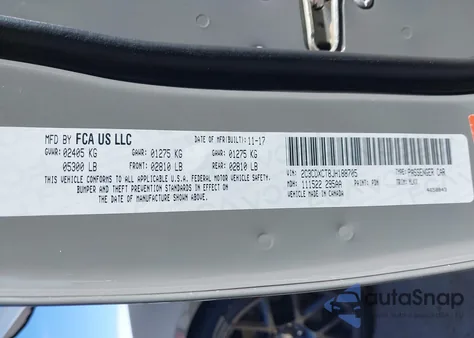 MFD BY FCA US LLC DATE OF MFR(BUILT): 11-17
GVWR: 02405 KG GAWR: 01275 KG GAWR: 01275 KG
05300 LB FRONT: 02810 LB REAR: 02810 LB
THIS VEHICLE CONFORMS TO ALL APPLICABLE U.S.A. FEDERAL MOTOR VEHICLE SAFETY,
BUMPER AND THEFT PREVENTION STANDARDS IN EFFECT ON
THE DATE OF MANUFACTURE SHOWN ABOVE.
VIN: 2C3CDXCT8JH108705 TYPE: PASSENGER CAR
MDH: 111522 295AA PAINT: TRIM:
VEHICLE MADE IN CANADA
autoSnap